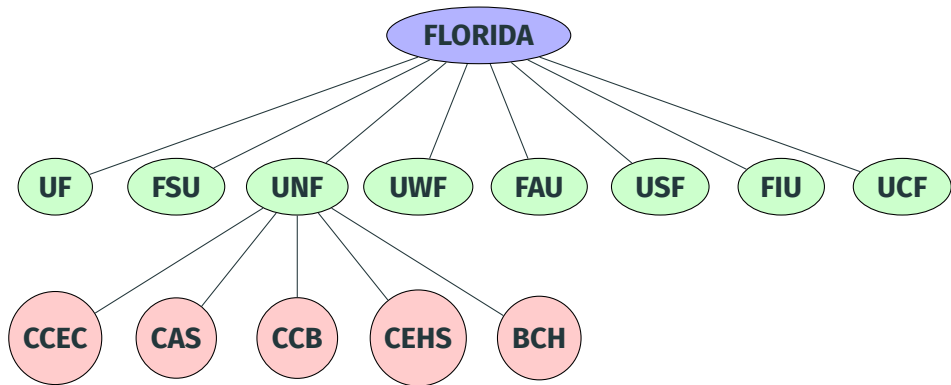 FLORIDA
UF FSU UNF UWF FAU USF FIU UCF
CCEC CAS CCB CEHS BCH